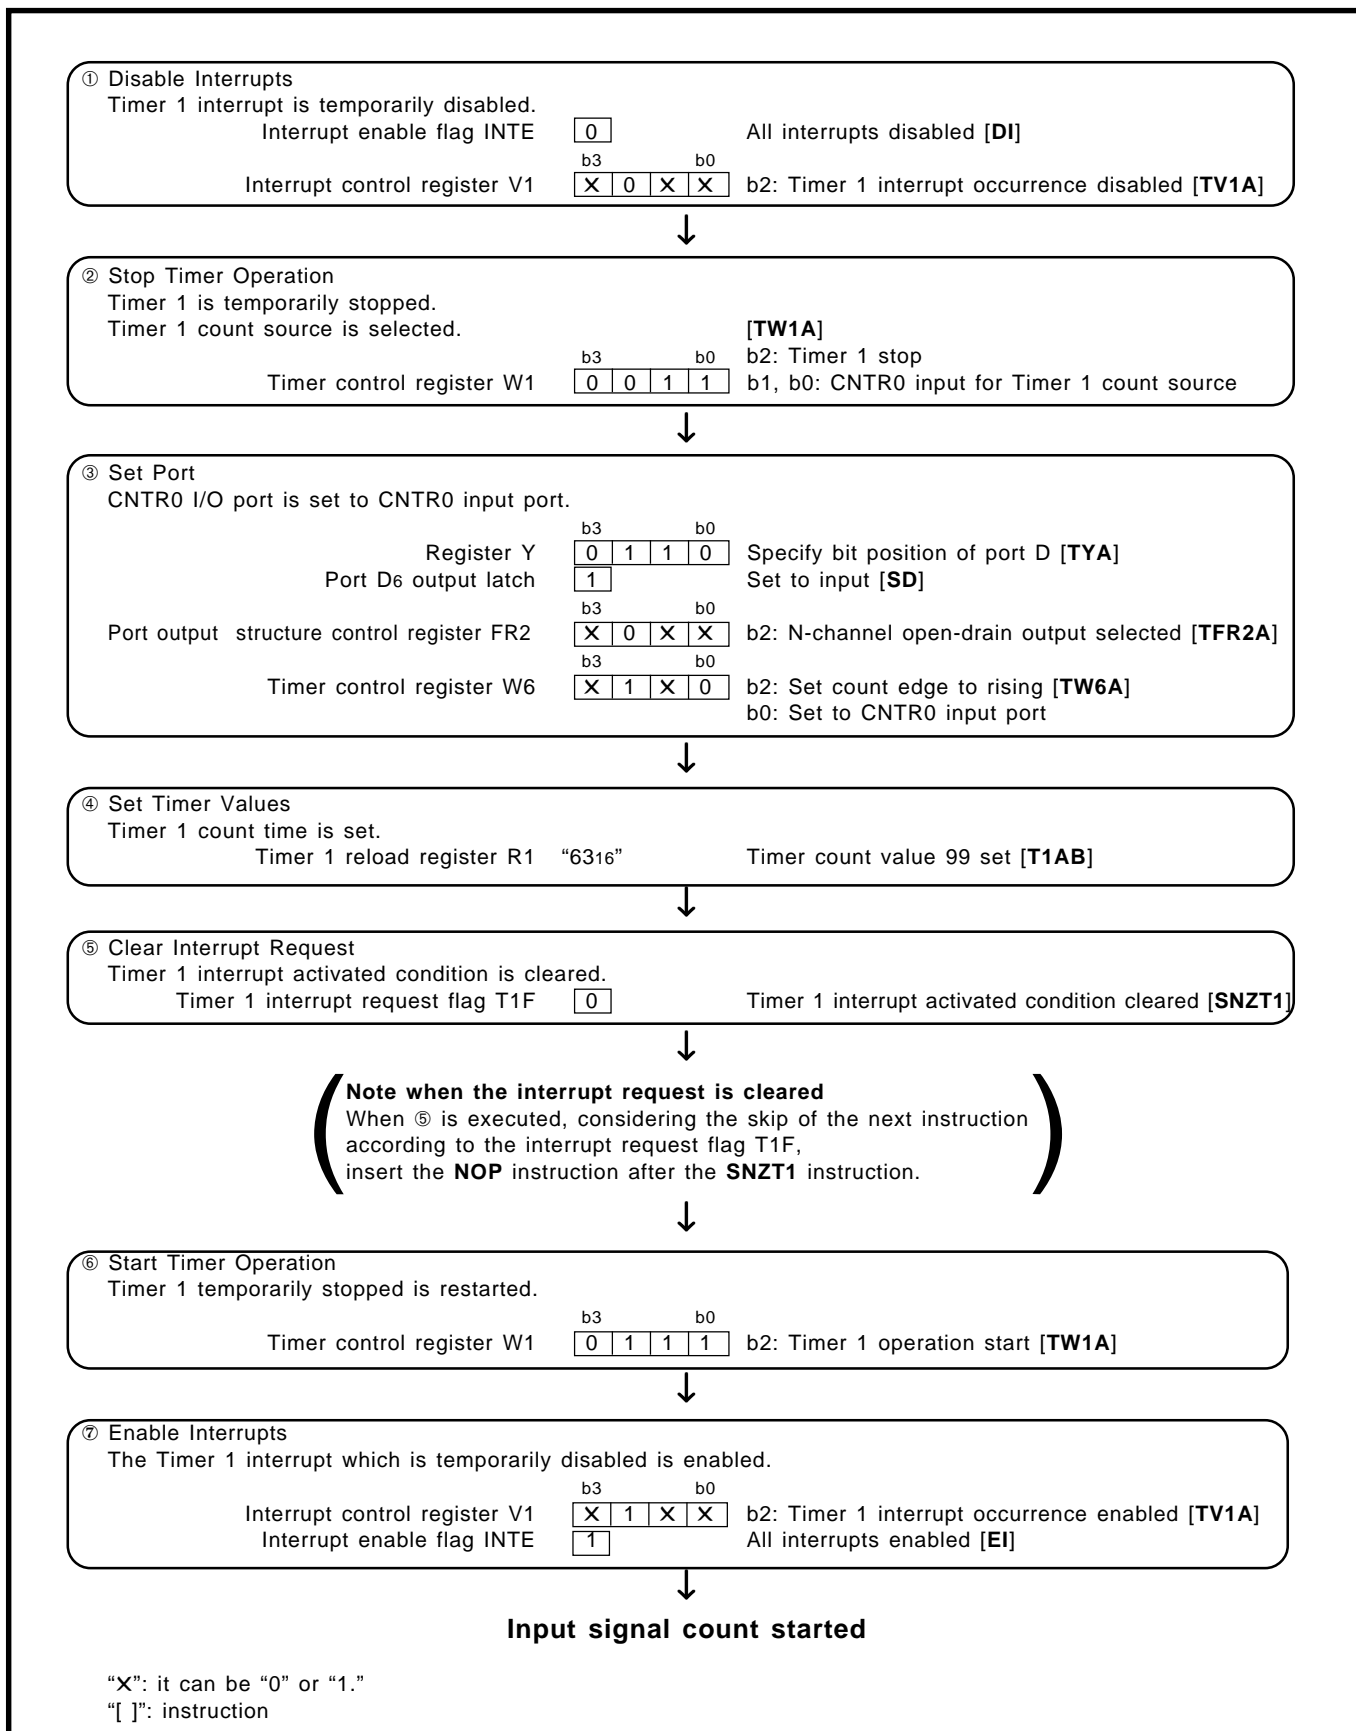 ① Disable Interrupts
Timer 1 interrupt is temporarily disabled.
Interrupt enable flag INTE 0 All interrupts disabled [DI]
b3 b0
Interrupt control register V1 ✕ 0 ✕ ✕ b2: Timer 1 interrupt occurrence disabled [TV1A]
↓
② Stop Timer Operation
Timer 1 is temporarily stopped.
Timer 1 count source is selected. [TW1A]
b3 b0 b2: Timer 1 stop
Timer control register W1 0 0 1 1 b1, b0: CNTR0 input for Timer 1 count source
↓
③ Set Port
CNTR0 I/O port is set to CNTR0 input port.
b3 b0
Register Y 0 1 1 0 Specify bit position of port D [TYA]
Port D6 output latch 1 Set to input [SD]
b3 b0
Port output structure control register FR2 ✕ 0 ✕ ✕ b2: N-channel open-drain output selected [TFR2A]
b3 b0
Timer control register W6 ✕ 1 ✕ 0 b2: Set count edge to rising [TW6A]
b0: Set to CNTR0 input port
↓
④ Set Timer Values
Timer 1 count time is set.
Timer 1 reload register R1 “6316” Timer count value 99 set [T1AB]
↓
⑤ Clear Interrupt Request
Timer 1 interrupt activated condition is cleared.
Timer 1 interrupt request flag T1F 0 Timer 1 interrupt activated condition cleared [SNZT1]
↓
Note when the interrupt request is cleared
When ⑤ is executed, considering the skip of the next instruction
according to the interrupt request flag T1F,
insert the NOP instruction after the SNZT1 instruction.
↓
⑥ Start Timer Operation
Timer 1 temporarily stopped is restarted.
b3 b0
Timer control register W1 0 1 1 1 b2: Timer 1 operation start [TW1A]
↓
⑦ Enable Interrupts
The Timer 1 interrupt which is temporarily disabled is enabled.
b3 b0
Interrupt control register V1 ✕ 1 ✕ ✕ b2: Timer 1 interrupt occurrence enabled [TV1A]
Interrupt enable flag INTE 1 All interrupts enabled [EI]
↓
Input signal count started
“✕”: it can be “0” or “1.”
“[ ]”: instruction